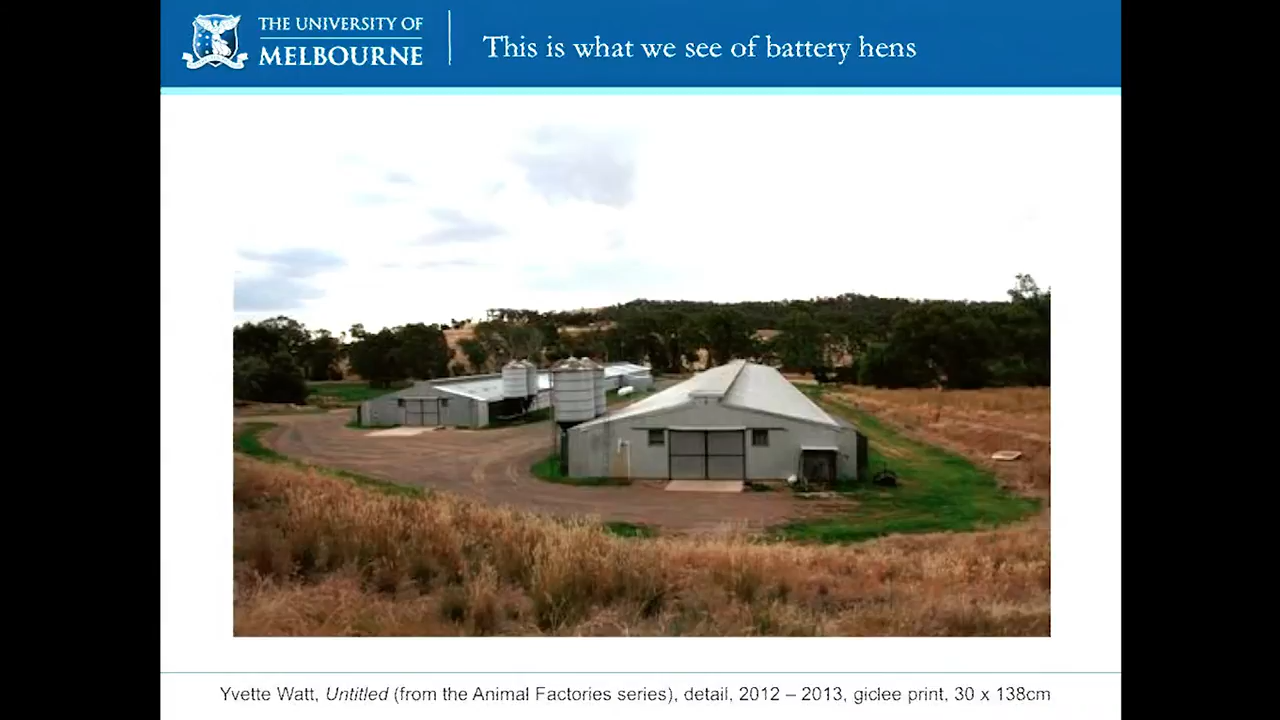 THE UNIVERSITY OF
MELBOURNE
This is what we see of battery hens
Yvette Watt, Untitled (from the Animal Factories series), detail, 2012 – 2013, giclee print, 30 x 138cm